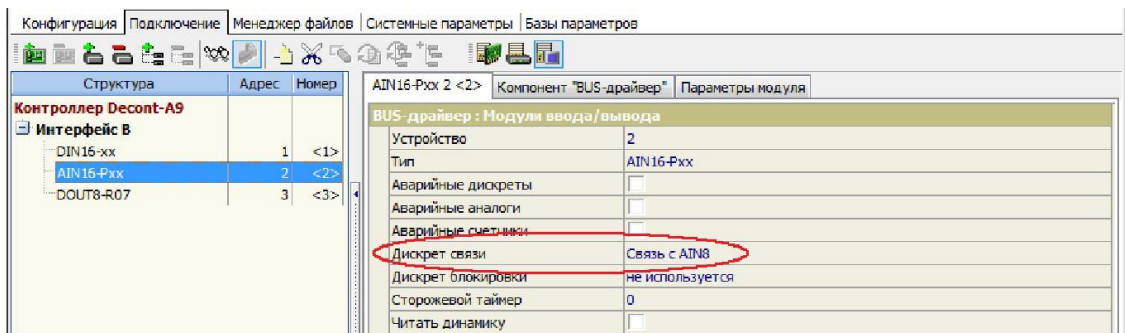 Конфигурация Подключение Менеджер файлов Системные параметры Базы параметров
Структура Адрес Номер
Контроллер Decont-A9
Интерфейс B
DIN16-xx 1 <1>
AIN16-Pxx 2 <2>
DOUT8-R07 3 <3>
AIN16-Pxx 2 <2> Компонент "BUS-драйвер" Параметры модуля
BUS-драйвер : Модули ввода/вывода
Устройство 2
Тип AIN16-Pxx
Аварийные дискреты
Аварийные аналоги
Аварийные счетчики
Дискрет связи Связь с AIN8
Дискрет блокировки не используется
Сторожевой таймер 0
Читать динамику